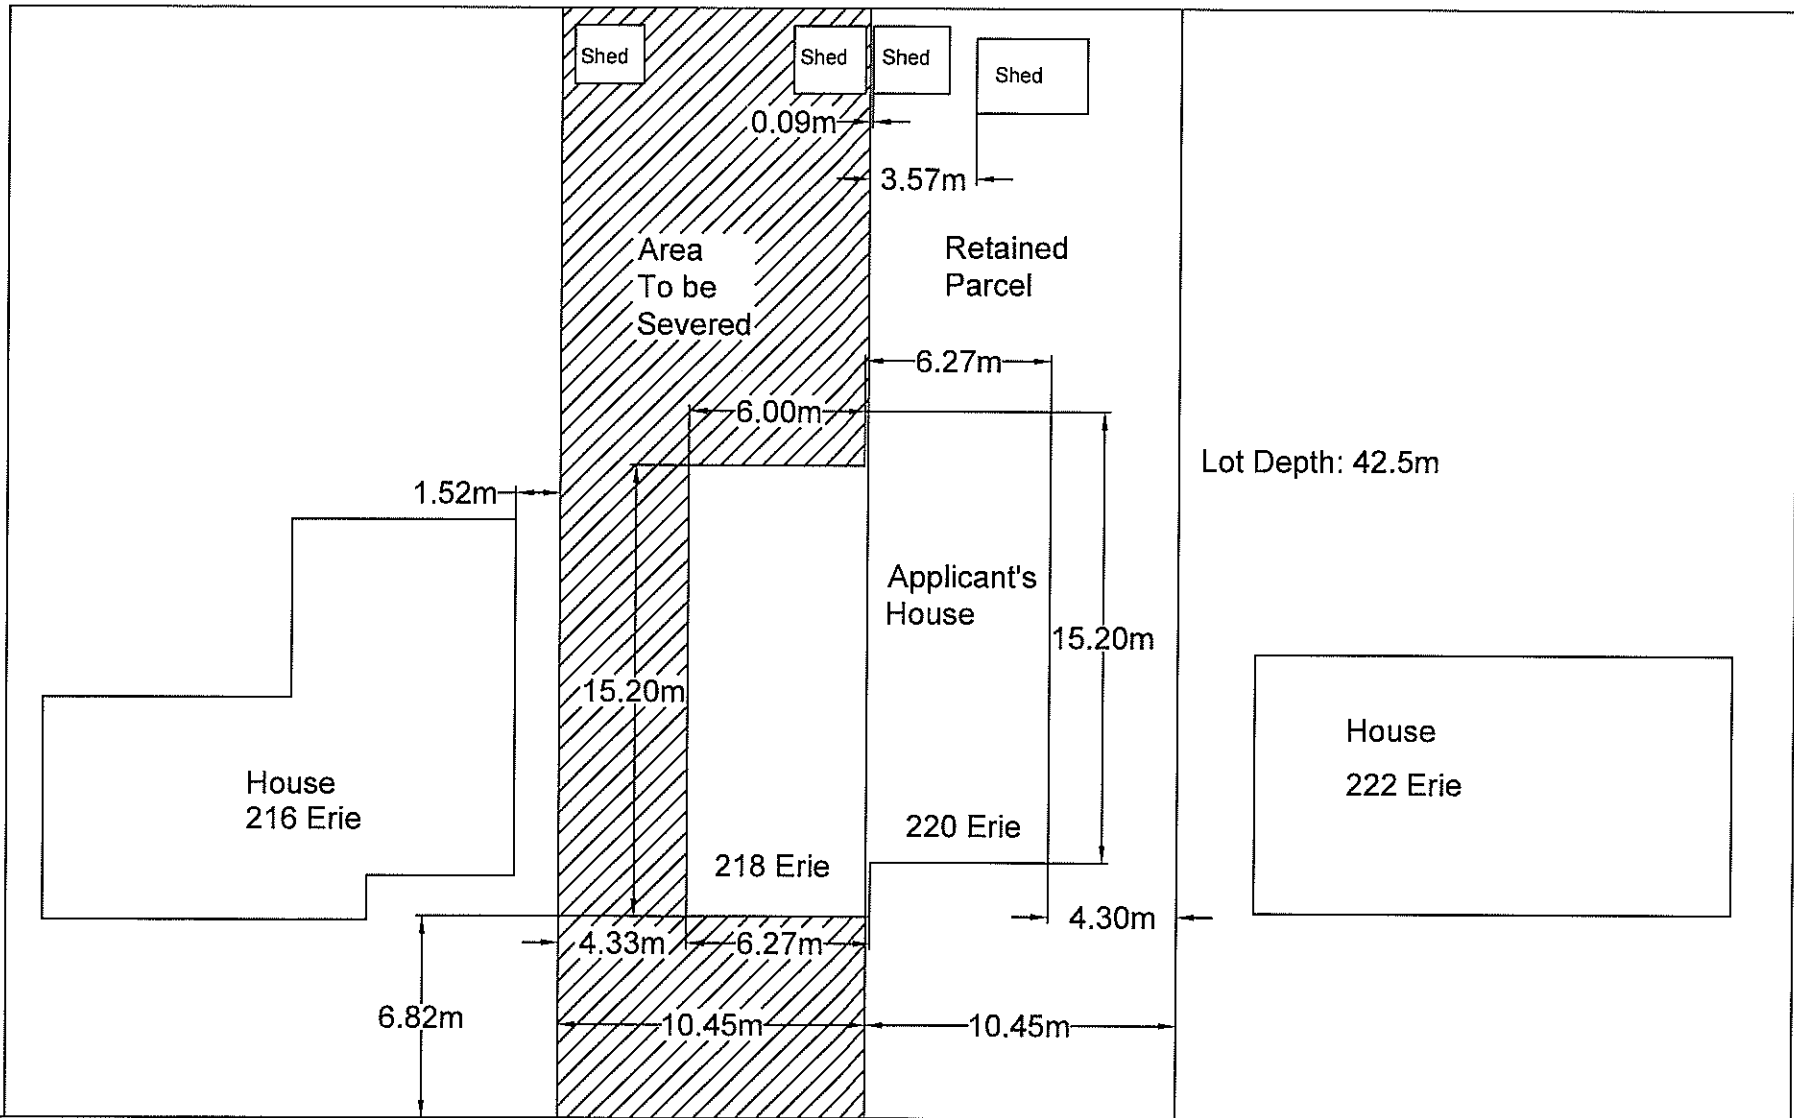 Shed
Shed
Shed
Shed
0.09m
3.57m
Area
To be
Severed
Retained
Parcel
6.27m
6.00m
Lot Depth: 42.5m
1.52m
Applicant's
House
15.20m
15.20m
House
222 Erie
House
216 Erie
220 Erie
218 Erie
4.33m
6.27m
4.30m
6.82m
10.45m
10.45m